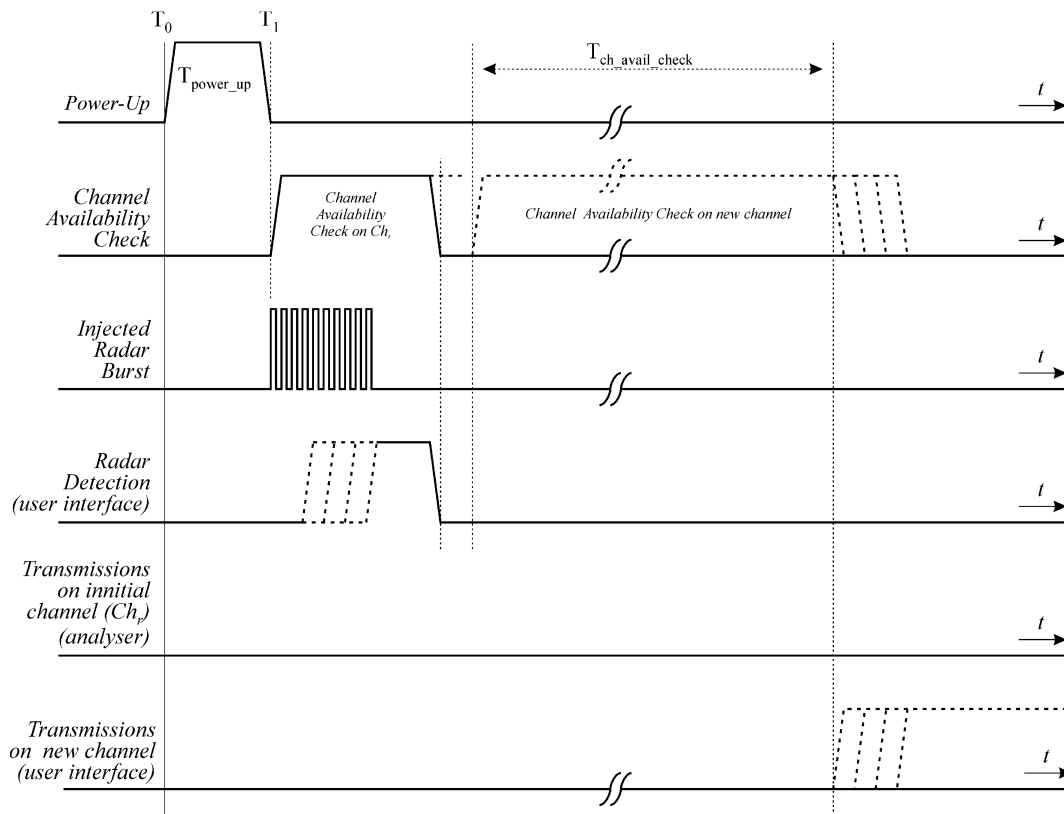 T0
T1
Tpower_up
Tch_avail_check
Power-Up
t
Channel
Availability
Check
Channel
Availability
Check on Chr
Channel Availability Check on new channel
t
Injected
Radar
Burst
t
Radar
Detection
(user interface)
t
Transmissions
on innitial
channel (Chr)
(analyser)
t
Transmissions
on new channel
(user interface)
t